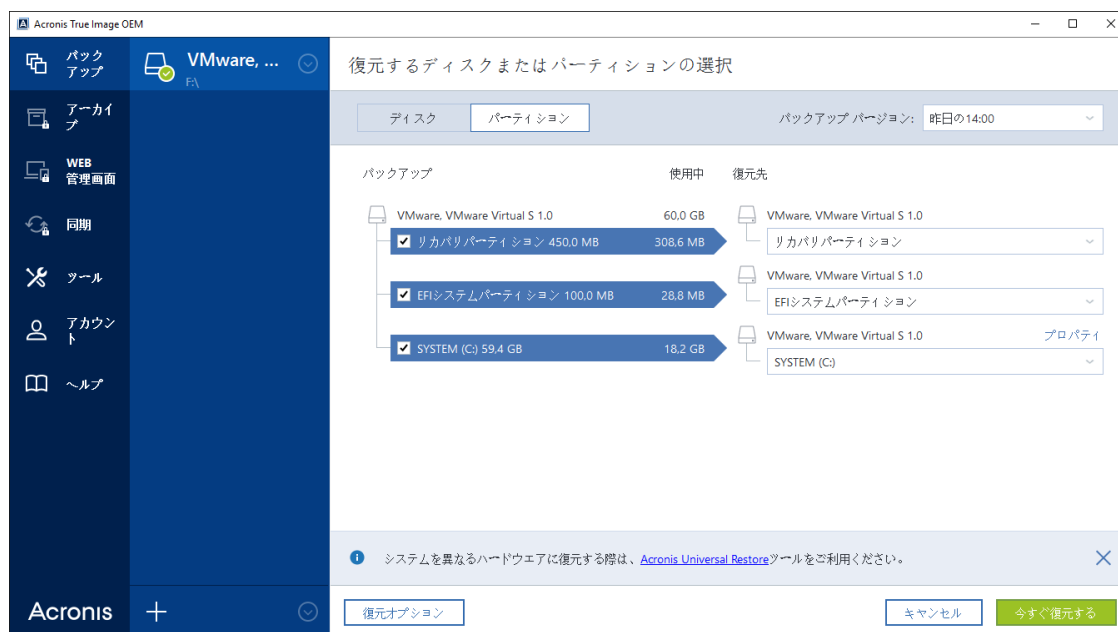 Acronis True Image OEM
バックアップ
VMware, ...
F:\
アーカイブ
WEB
管理画面
同期
ツール
アカウント
ヘルプ
Acronis
復元するディスクまたはパーティションの選択
ディスク
パーティション
バックアップ バージョン:
昨日の14:00
バックアップ
使用中
復元先
VMware, VMware Virtual S 1.0
60,0 GB
VMware, VMware Virtual S 1.0
リカバリパーティション 450,0 MB
308,6 MB
リカバリパーティション
VMware, VMware Virtual S 1.0
EFIシステムパーティション 100,0 MB
28,8 MB
EFIシステムパーティション
VMware, VMware Virtual S 1.0
プロパティ
SYSTEM (C:) 59,4 GB
18,2 GB
SYSTEM (C:)
システムを異なるハードウエアに復元する際は、Acronis Universal Restoreツールをご利用ください。
復元オプション
キャンセル
今すぐ復元する